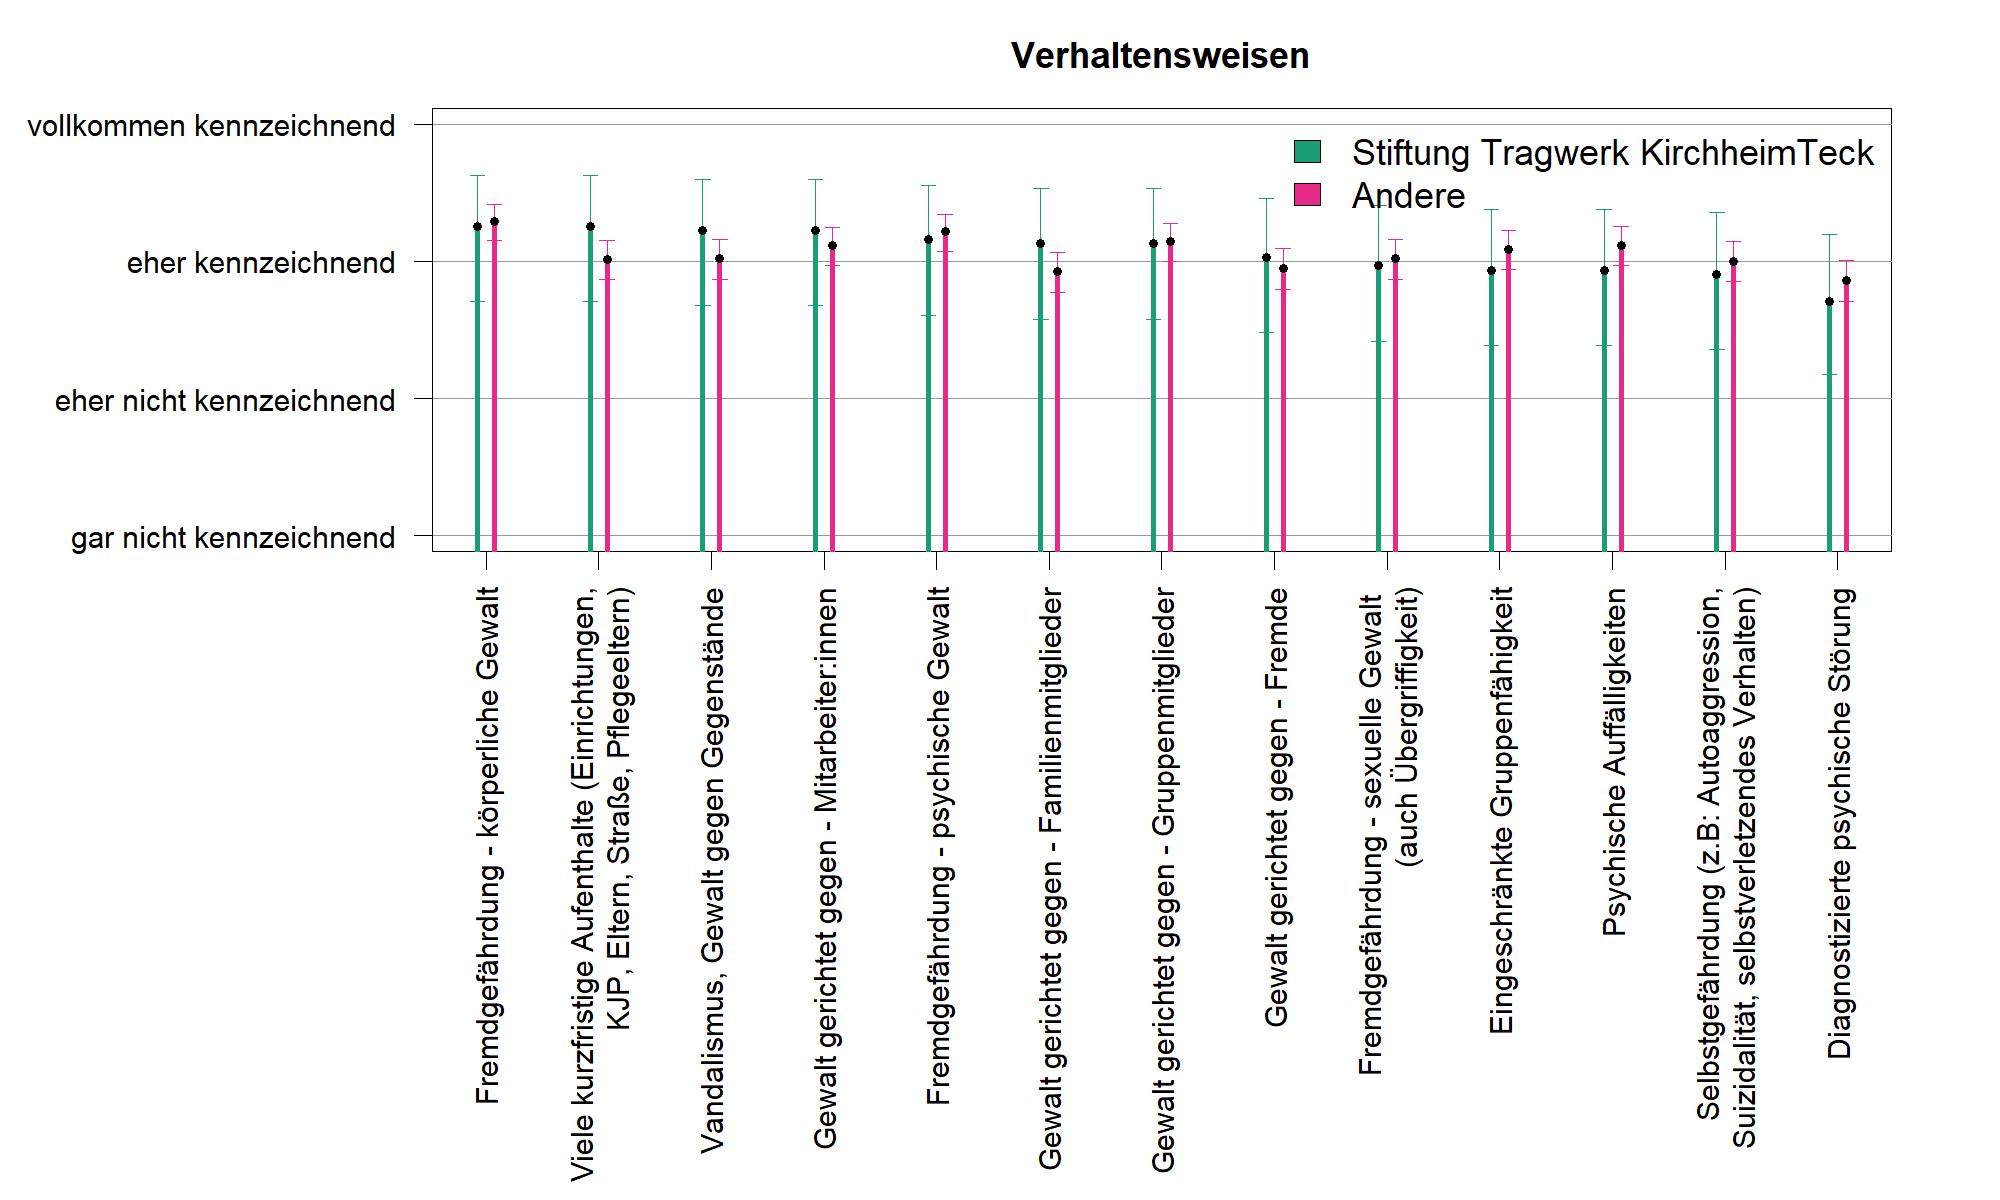 Verhaltensweisen
vollkommen kennzeichnend
eher kennzeichnend
eher nicht kennzeichnend
gar nicht kennzeichnend
Stiftung Tragwerk KirchheimTeck
Andere
Fremdgefährdung - körperliche Gewalt
Viele kurzfristige Aufenthalte (Einrichtungen,
KJP, Eltern, Straße, Pflegeeltern)
Vandalismus, Gewalt gegen Gegenstände
Gewalt gerichtet gegen - Mitarbeiter:innen
Fremdgefährdung - psychische Gewalt
Gewalt gerichtet gegen - Familienmitglieder
Gewalt gerichtet gegen - Gruppenmitglieder
Gewalt gerichtet gegen - Fremde
Fremdgefährdung - sexuelle Gewalt
(auch Übergriffigkeit)
Eingeschränkte Gruppenfähigkeit
Psychische Auffälligkeiten
Selbstgefährdung (z.B: Autoaggression,
Suizidalität, selbstverletzendes Verhalten)
Diagnostizierte psychische Störung